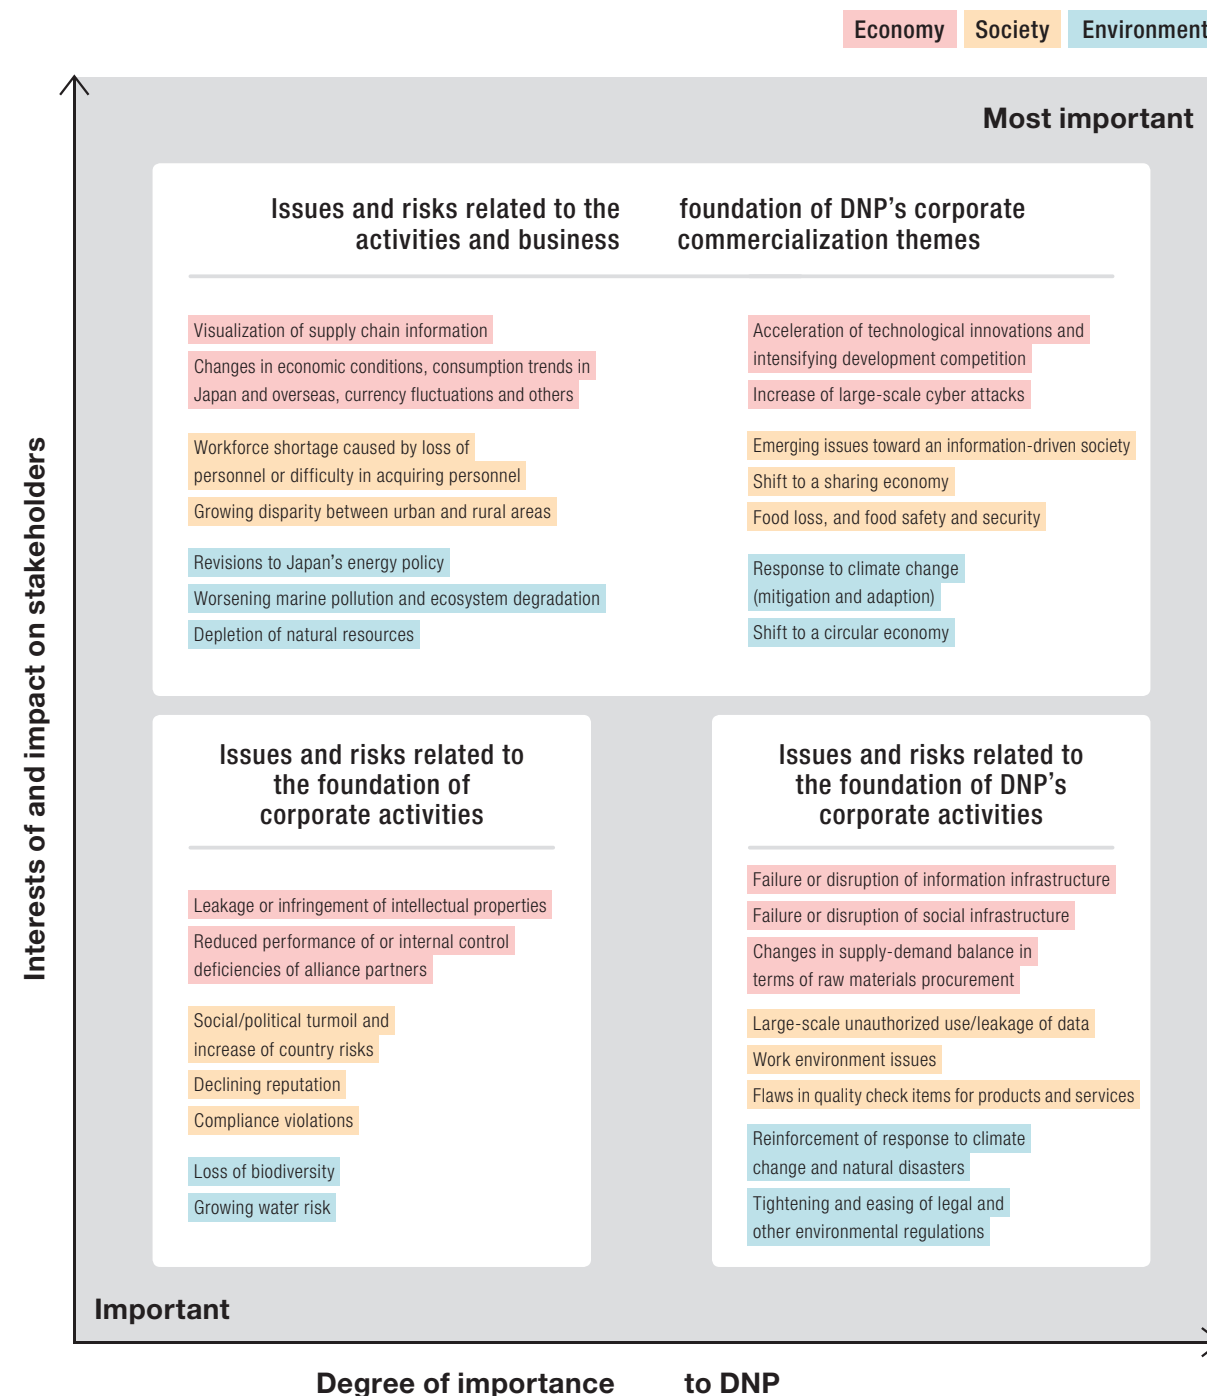 Economy Society Environment
Most important
Issues and risks related to the foundation of DNP's corporate
activities and business commercialization themes
Visualization of supply chain information
Changes in economic conditions, consumption trends in
Japan and overseas, currency fluctuations and others
Workforce shortage caused by loss of
personnel or difficulty in acquiring personnel
Growing disparity between urban and rural areas
Revisions to Japan's energy policy
Worsening marine pollution and ecosystem degradation
Depletion of natural resources
Acceleration of technological innovations and
intensifying development competition
Increase of large-scale cyber attacks
Emerging issues toward an information-driven society
Shift to a sharing economy
Food loss, and food safety and security
Response to climate change
(mitigation and adaption)
Shift to a circular economy
Interests of and impact on stakeholders
Issues and risks related to
the foundation of
corporate activities
Leakage or infringement of intellectual properties
Reduced performance of or internal control
deficiencies of alliance partners
Social/political turmoil and
increase of country risks
Declining reputation
Compliance violations
Loss of biodiversity
Growing water risk
Issues and risks related to
the foundation of DNP's
corporate activities
Failure or disruption of information infrastructure
Failure or disruption of social infrastructure
Changes in supply-demand balance in
terms of raw materials procurement
Large-scale unauthorized use/leakage of data
Work environment issues
Flaws in quality check items for products and services
Reinforcement of response to climate
change and natural disasters
Tightening and easing of legal and
other environmental regulations
Important
Degree of importance to DNP